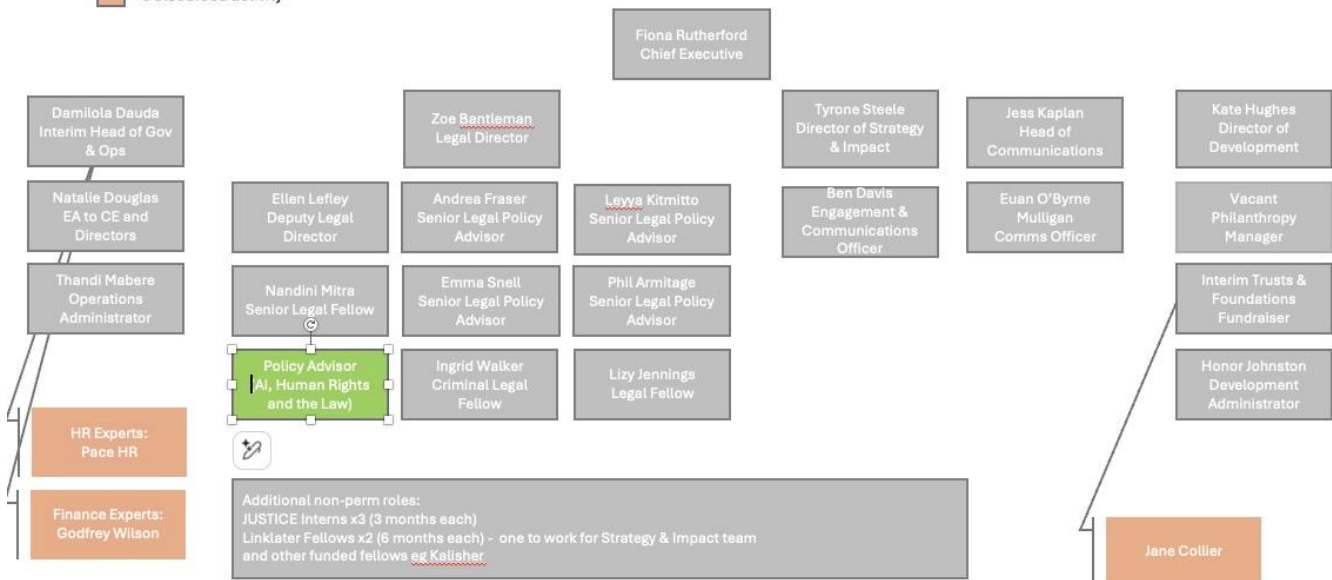 Fiona Rutherford
Chief Executive
Damilola Dauda
Interim Head of Gov
& Ops
Zoe Bantleman
Legal Director
Tyrone Steele
Director of Strategy
& Impact
Jess Kaplan
Head of
Communications
Kate Hughes
Director of
Development
Natalie Douglas
EA to CE and
Directors
Ellen Lefley
Deputy Legal
Director
Andrea Fraser
Senior Legal Policy
Advisor
Leyya Kitmitto
Senior Legal Policy
Advisor
Ben Davis
Engagement &
Communications
Officer
Euan O'Byrne
Mulligan
Comms Officer
Vacant
Philanthropy
Manager
Thandi Mabere
Operations
Administrator
Nandini Mitra
Senior Legal Fellow
Emma Snell
Senior Legal Policy
Advisor
Phil Armitage
Senior Legal Policy
Advisor
Interim Trusts &
Foundations
Fundraiser
Policy Advisor
(AI, Human Rights
and the Law)
Ingrid Walker
Criminal Legal
Fellow
Lizy Jennings
Legal Fellow
Honor Johnston
Development
Administrator
HR Experts:
Pace HR
Finance Experts:
Godfrey Wilson
Additional non-perm roles:
JUSTICE Interns x3 (3 months each)
Linklater Fellows x2 (6 months each) - one to work for Strategy & Impact team
and other funded fellows eg Kalisher
Jane Collier